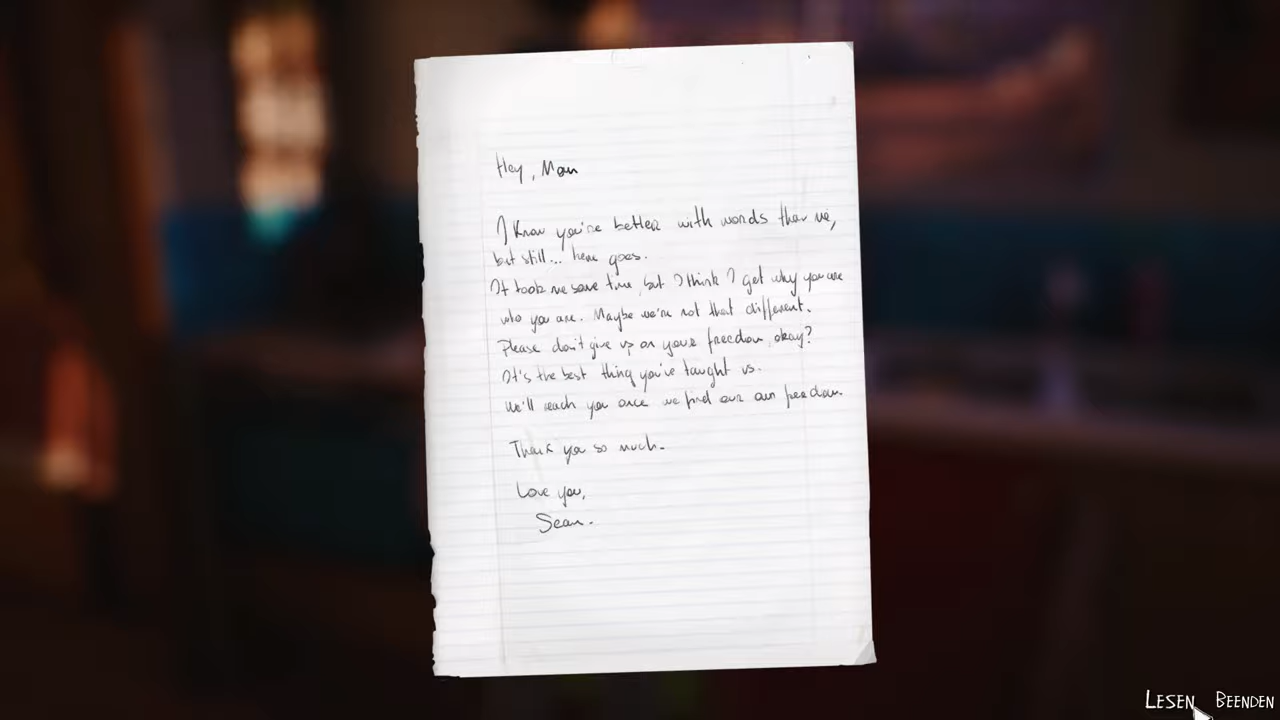 Hey, Mom
I know you're better with words than me,
but still... here goes.
It took me some time, but I think I get why you are
who you are. Maybe we're not that different.
Please don't give up on your freedom, okay?
It's the best thing you've taught us.
We'll reach you once we find our own freedom.
Thank you so much.
Love you,
Sean.
LESEN BEENDEN